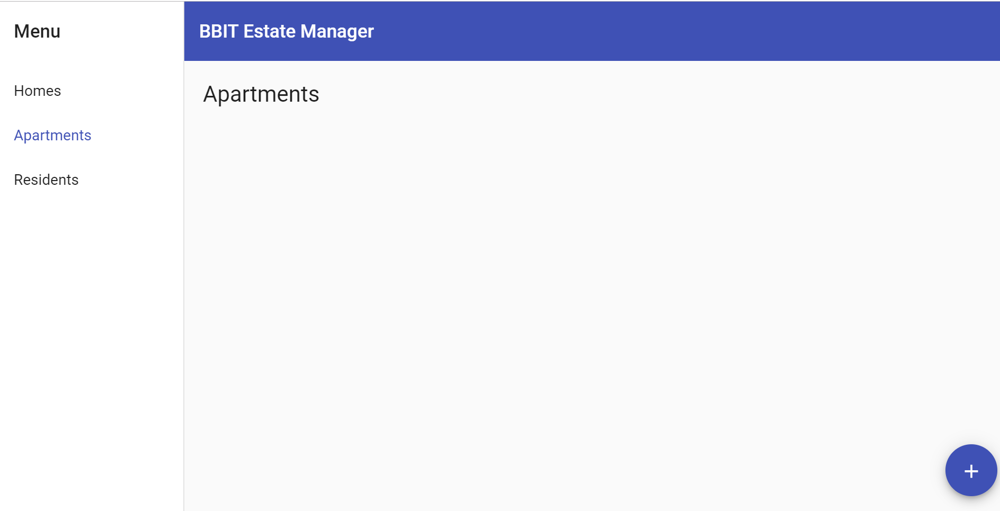 Menu
BBIT Estate Manager
Homes
Apartments
Residents
Apartments
+